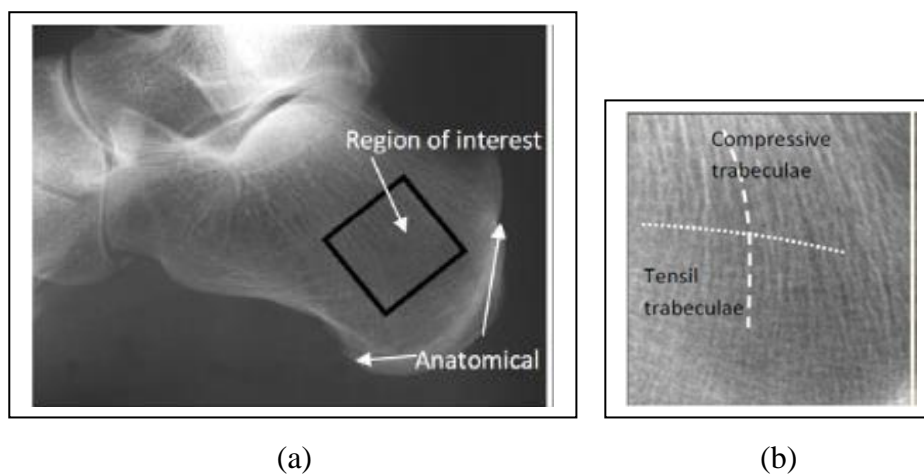 Region of interest
Anatomical
Compressive
trabeculae
Tensil
trabeculae
(a)
(b)